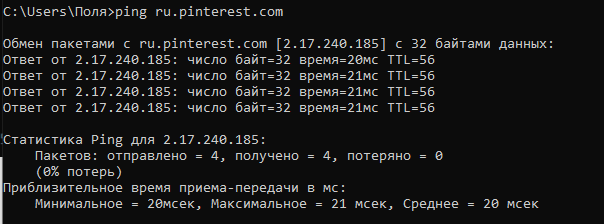 C:\Users\Поля>ping ru.pinterest.com
Обмен пакетами с ru.pinterest.com [2.17.240.185] с 32 байтами данных:
Ответ от 2.17.240.185: число байт=32 время=20мс TTL=56
Ответ от 2.17.240.185: число байт=32 время=21мс TTL=56
Ответ от 2.17.240.185: число байт=32 время=21мс TTL=56
Ответ от 2.17.240.185: число байт=32 время=21мс TTL=56
Статистика Ping для 2.17.240.185:
Пакетов: отправлено = 4, получено = 4, потеряно = 0
(0% потерь)
Приблизительное время приема-передачи в мс:
Минимальное = 20мсек, Максимальное = 21 мсек, Среднее = 20 мсек